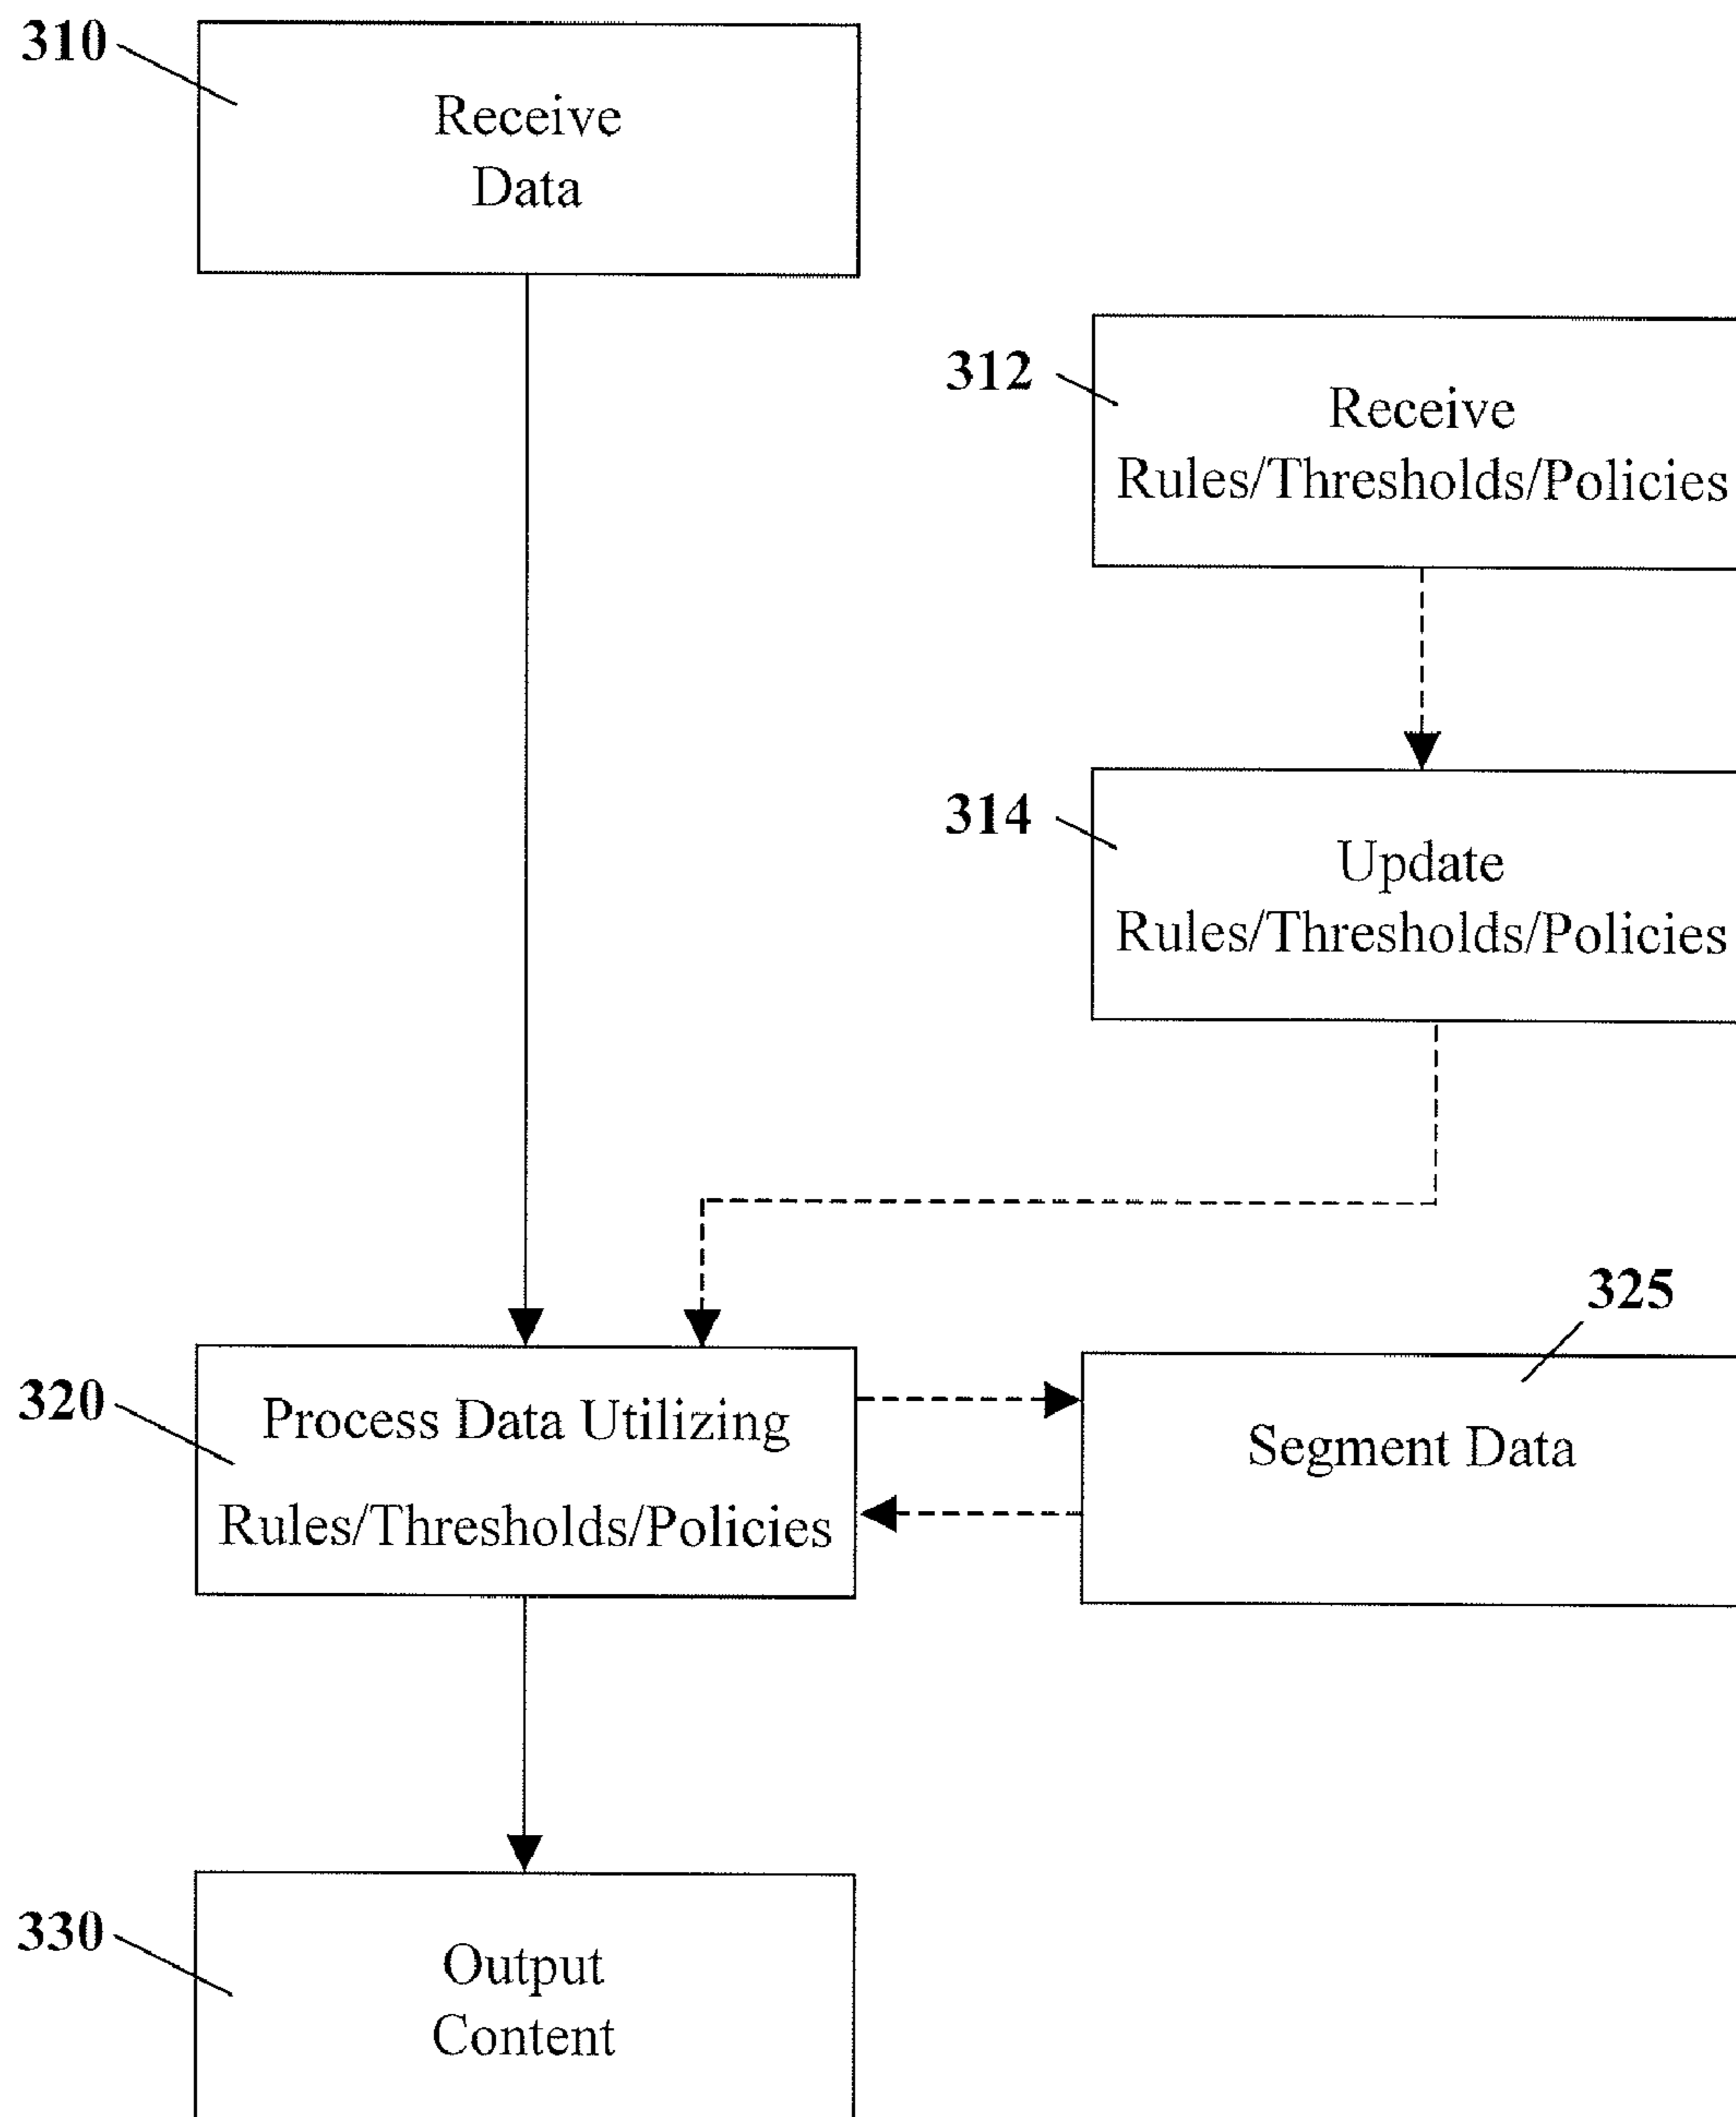 310
Receive
Data
312
Receive
Rules/Thresholds/Policies
314
Update
Rules/Thresholds/Policies
325
320
Process Data Utilizing
Rules/Thresholds/Policies
Segment Data
330
Output
Content